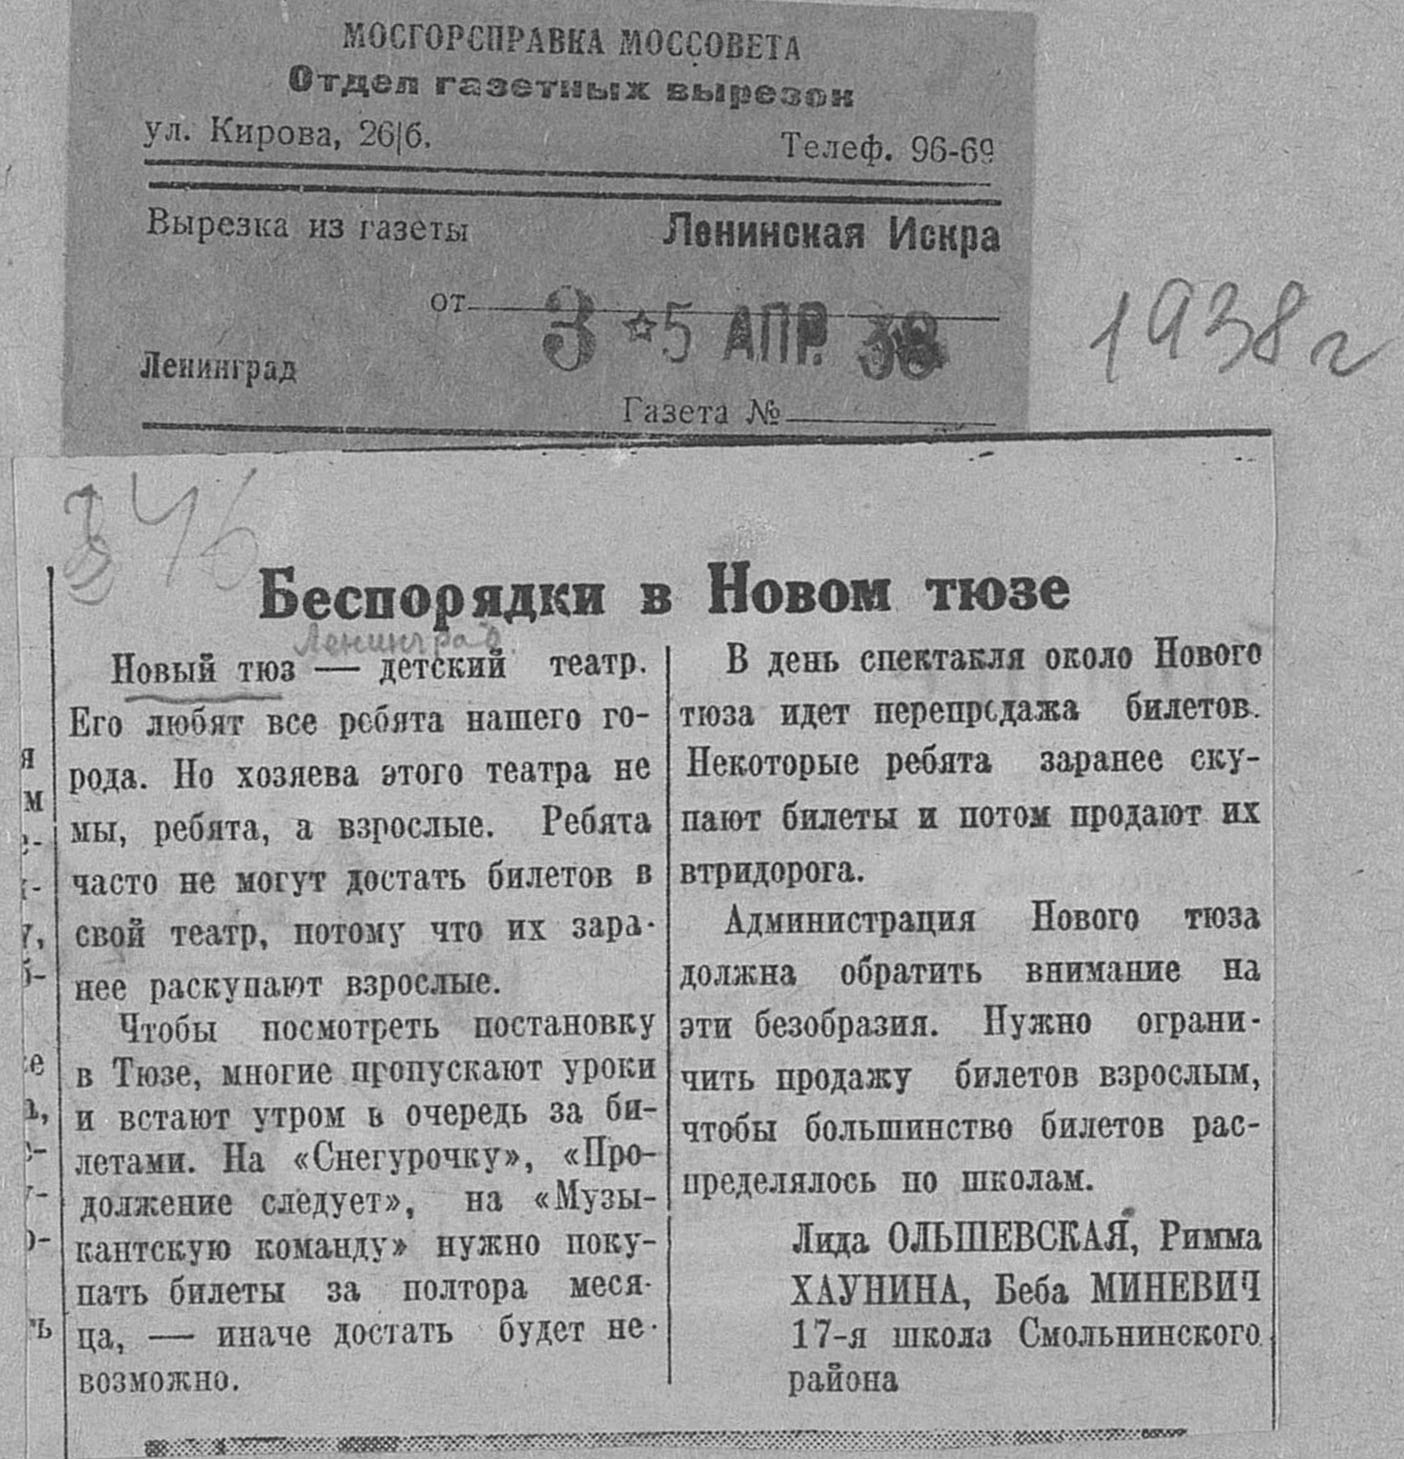 МОСГОРСПРАВКА МОССОВЕТА
Отдел газетных вырезок
ул. Кирова, 26|б.
Телеф. 96-69
Вырезка из газеты
Ленинская Искра
от
3 ☆5 АПР. 38
1938 г
Ленинград
Газета №
Беспорядки в Новом тюзе
Ленинград.
Новый тюз — детский театр.
Его любят все ребята нашего го-
рода. Но хозяева этого театра не
мы, ребята, а взрослые. Ребята
часто не могут достать билетов в
свой театр, потому что их зара-
нее раскупают взрослые.
Чтобы посмотреть постановку
в Тюзе, многие пропускают уроки
и встают утром в очередь за би-
летами. На «Снегурочку», «Про-
должение следует», на «Музы-
кантскую команду» нужно поку-
пать билеты за полтора меся-
ца, — иначе достать будет не-
возможно.
В день спектакля около Нового
тюза идет перепродажа билетов.
Некоторые ребята заранее ску-
пают билеты и потом продают их
втридорога.
Администрация Нового тюза
должна обратить внимание на
эти безобразия. Нужно ограни-
чить продажу билетов взрослым,
чтобы большинство билетов рас-
пределялось по школам.
Лида ОЛЬШЕВСКАЯ, Римма
ХАУНИНА, Беба МИНЕВИЧ
17-я школа Смольнинского
района